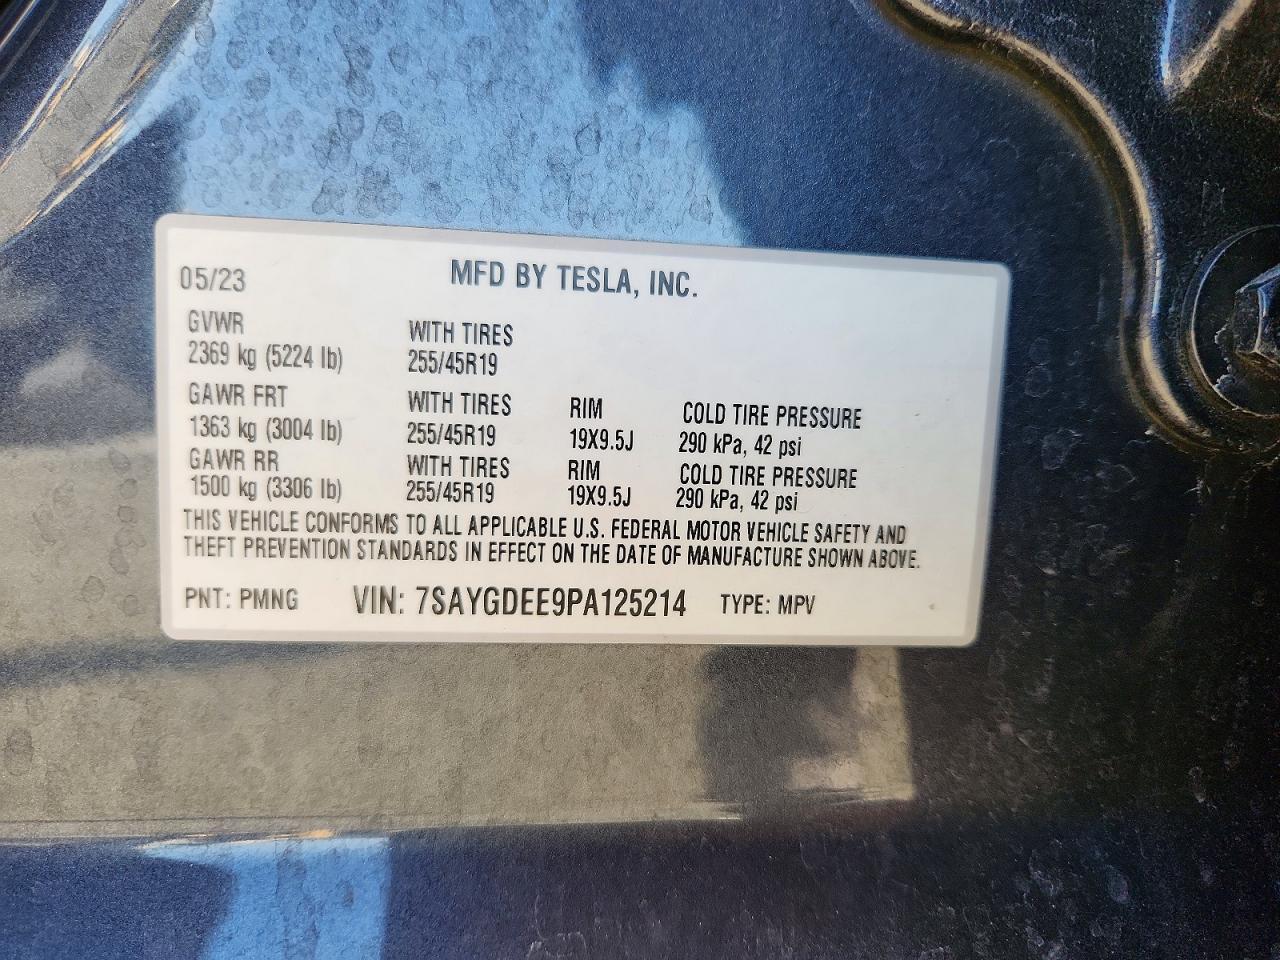 05/23 MFD BY TESLA, INC.
GVWR WITH TIRES
2369 kg (5224 lb) 255/45R19
GAWR FRT WITH TIRES RIM COLD TIRE PRESSURE
1363 kg (3004 lb) 255/45R19 19X9.5J 290 kPa, 42 psi
GAWR RR WITH TIRES RIM COLD TIRE PRESSURE
1500 kg (3306 lb) 255/45R19 19X9.5J 290 kPa, 42 psi
THIS VEHICLE CONFORMS TO ALL APPLICABLE U.S. FEDERAL MOTOR VEHICLE SAFETY AND
THEFT PREVENTION STANDARDS IN EFFECT ON THE DATE OF MANUFACTURE SHOWN ABOVE.
PNT: PMNG VIN: 7SAYGDEE9PA125214 TYPE: MPV